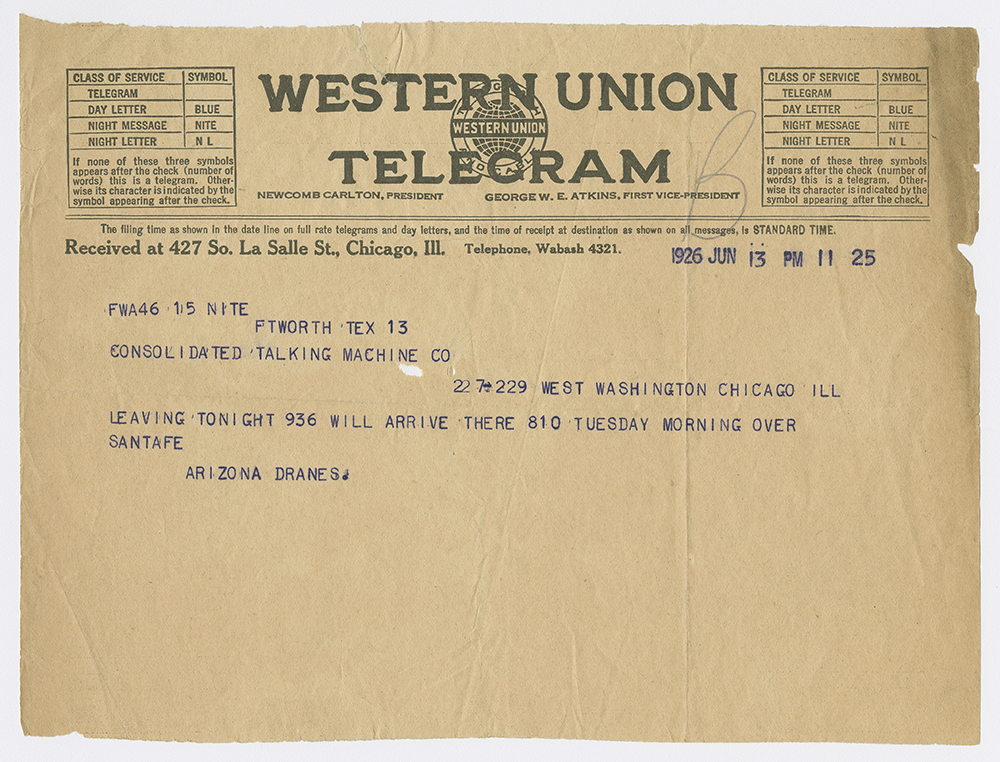 CLASS OF SERVICE SYMBOL
TELEGRAM
DAY LETTER BLUE
NIGHT MESSAGE NITE
NIGHT LETTER N L
If none of these three symbols
appears after the check (number of
words) this is a telegram. Other-
wise its character is indicated by the
symbol appearing after the check.
WESTERN UNION
WESTERN UNION
TELEGRAM
NEWCOMB CARLTON, PRESIDENT GEORGE W. E. ATKINS, FIRST VICE-PRESIDENT
CLASS OF SERVICE SYMBOL
TELEGRAM
DAY LETTER BLUE
NIGHT MESSAGE NITE
NIGHT LETTER N L
If none of these three symbols
appears after the check (number of
words) this is a telegram. Other-
wise its character is indicated by the
symbol appearing after the check.
B
The filing time as shown in the date line on full rate telegrams and day letters, and the time of receipt at destination as shown on all messages, is STANDARD TIME.
Received at 427 So. La Salle St., Chicago, Ill. Telephone, Wabash 4321.
1926 JUN 13 PM 11 25
FWA46 15 NITE
FTWORTH TEX 13
CONSOLIDATED TALKING MACHINE CO
227-229 WEST WASHINGTON CHICAGO ILL
LEAVING TONIGHT 936 WILL ARRIVE THERE 810 TUESDAY MORNING OVER
SANTAFE
ARIZONA DRANES.